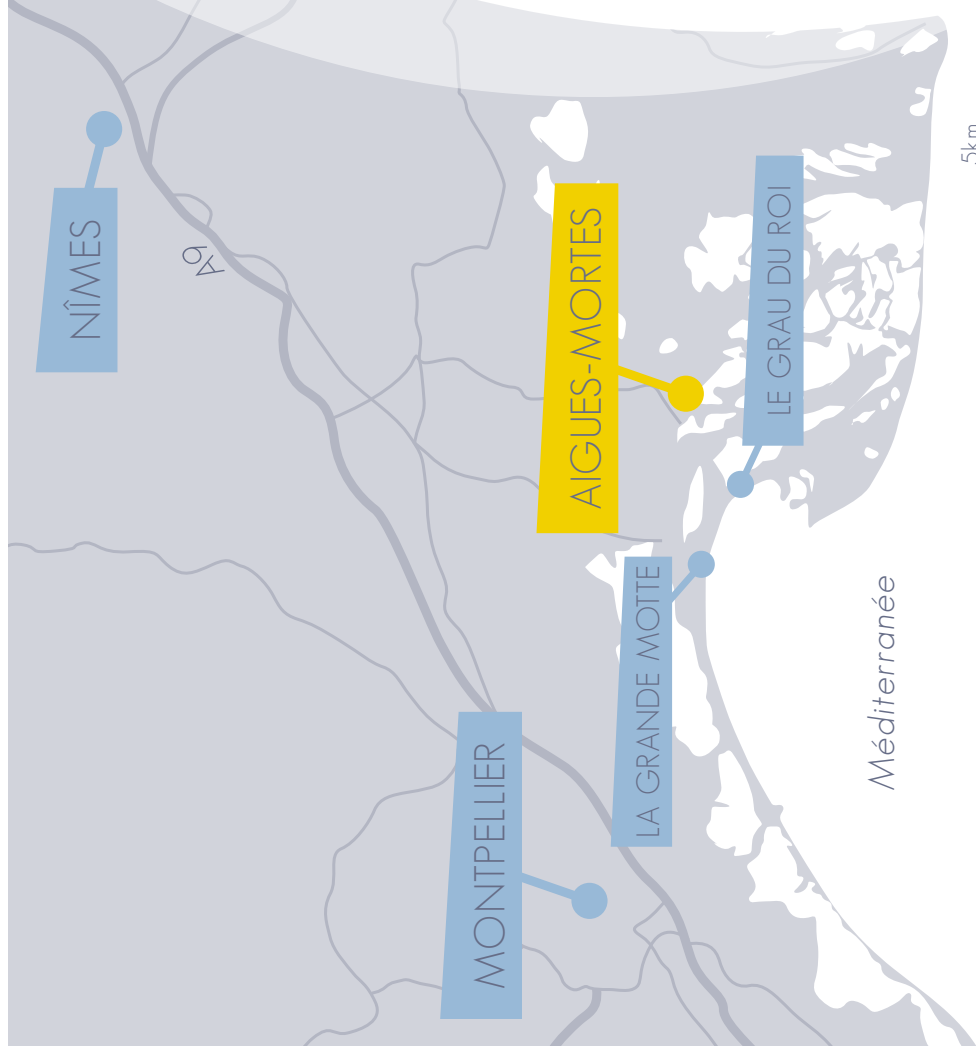 NÎMES
A9
AIGUES-MORTES
LE GRAU DU ROI
LA GRANDE MOTTE
MONTPELLIER
Méditerranée
5km